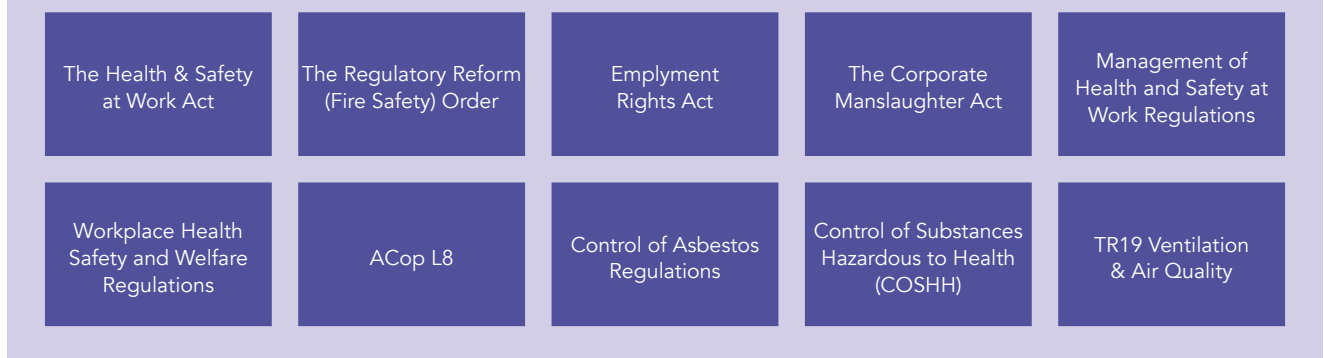 The Health & Safety
at Work Act
The Regulatory Reform
(Fire Safety) Order
Emplyment
Rights Act
The Corporate
Manslaughter Act
Management of
Health and Safety at
Work Regulations
Workplace Health
Safety and Welfare
Regulations
ACop L8
Control of Asbestos
Regulations
Control of Substances
Hazardous to Health
(COSHH)
TR19 Ventilation
& Air Quality